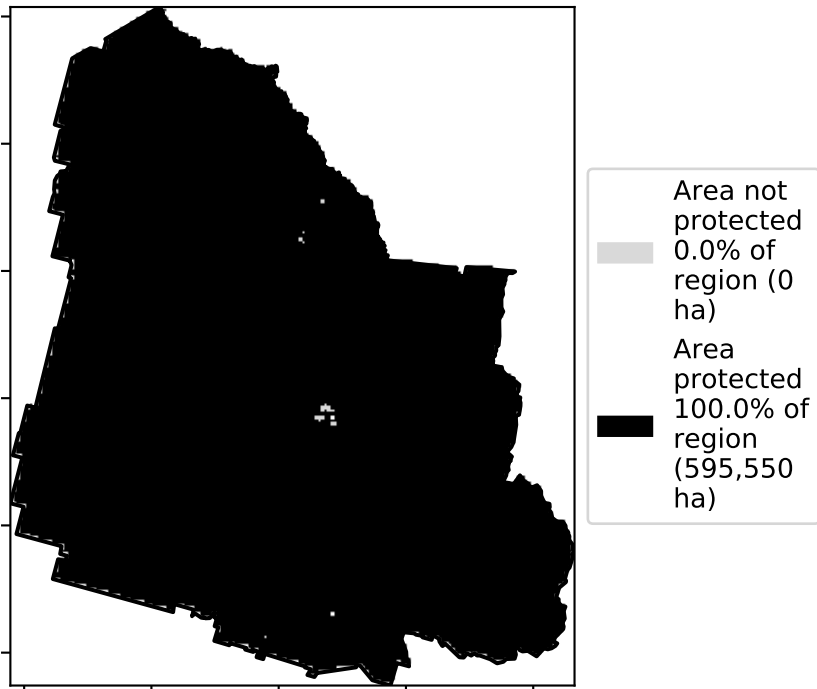 Area not
protected
0.0% of
region (0
ha)
Area
protected
100.0% of
region
(595,550
ha)